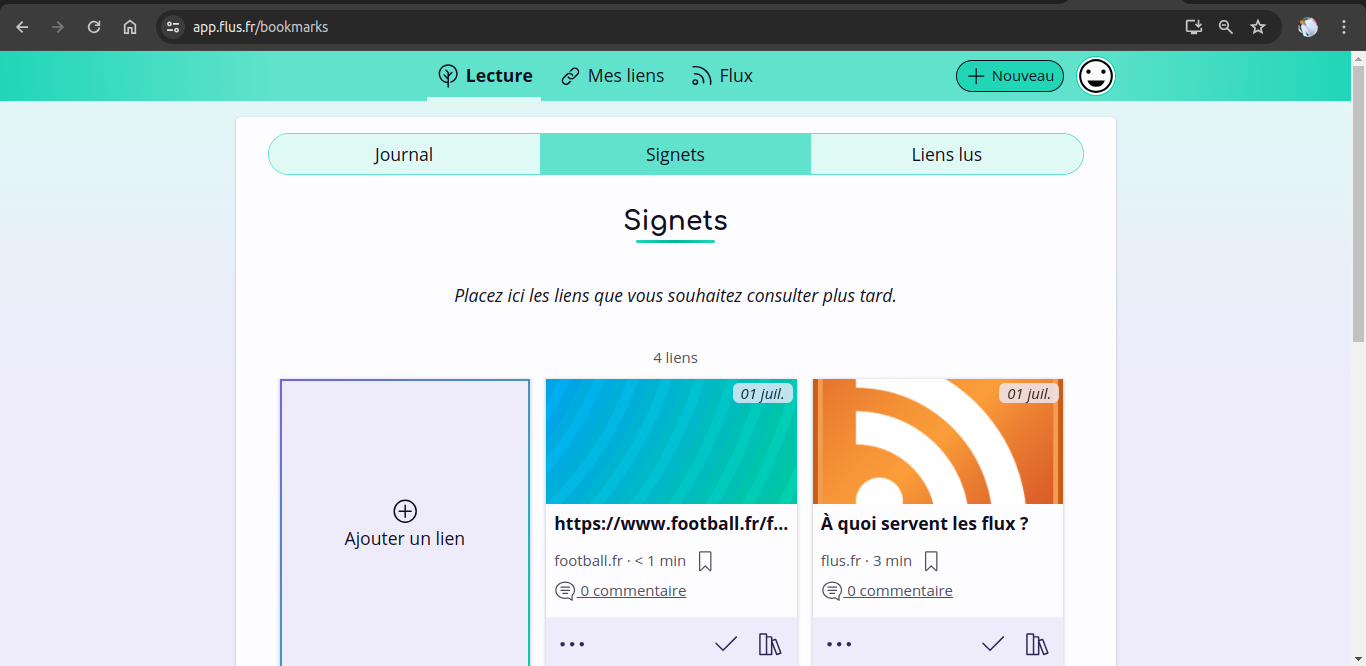 app.flus.fr/bookmarks
Lecture
Mes liens
Flux
Nouveau
Journal
Signets
Liens lus
Signets
Placez ici les liens que vous souhaitez consulter plus tard.
4 liens
Ajouter un lien
01 juil.
https://www.football.fr/f...
football.fr · < 1 min
0 commentaire
01 juil.
À quoi servent les flux ?
flus.fr · 3 min
0 commentaire